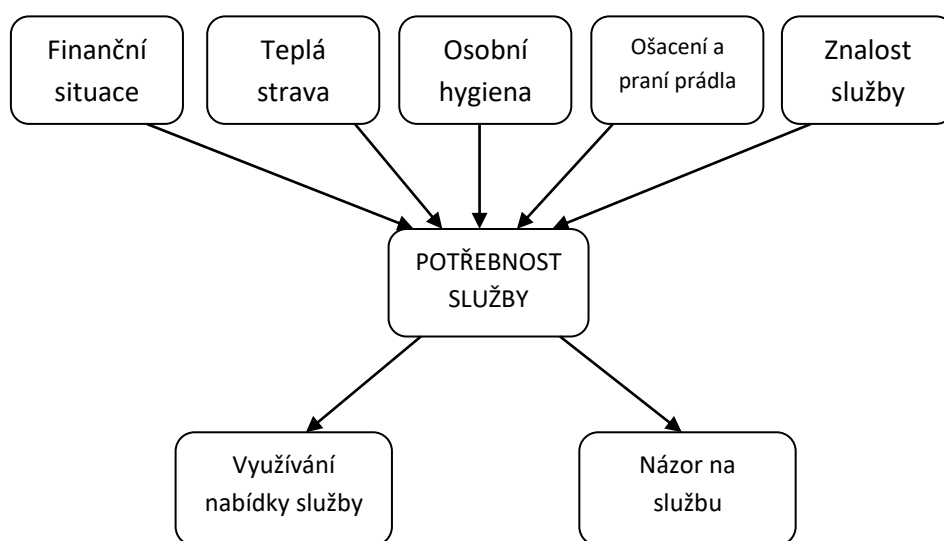 Finanční
situace
Teplá
strava
Osobní
hygiena
Ošacení a
praní prádla
Znalost
služby
POTŘEBNOST
SLUŽBY
Využívání
nabídky služby
Názor na
službu